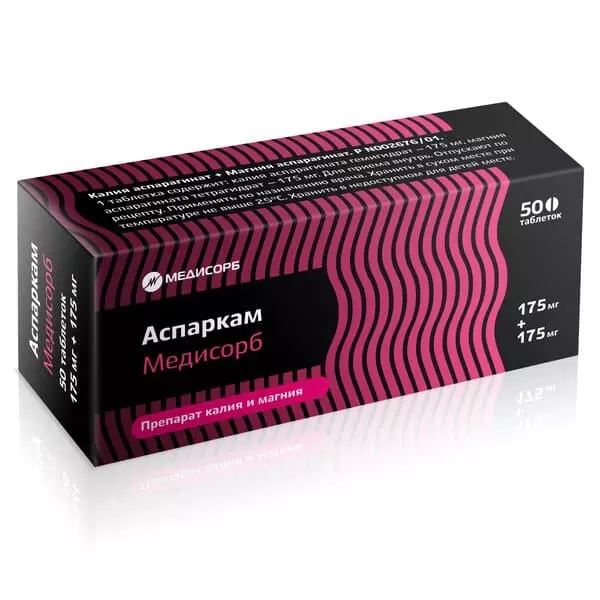 Калия аспарагинат + Магния аспарагинат. Р N002676/01.
1 таблетка содержит: калия аспарагината гемигидрат – 175 мг, магния
аспарагината тетрагидрат – 175 мг. Для приема внутрь. Отпускают по
рецепту. Применять по назначению врача. Хранить в сухом месте при
температуре не выше 25°С. Хранить в недоступном для детей месте.
50 таблеток
МЕДИСОРБ
Аспаркам
Медисорб
Препарат калия и магния
175 мг
+
175 мг
Аспаркам
Медисорб
50 таблеток
175 мг + 175 мг